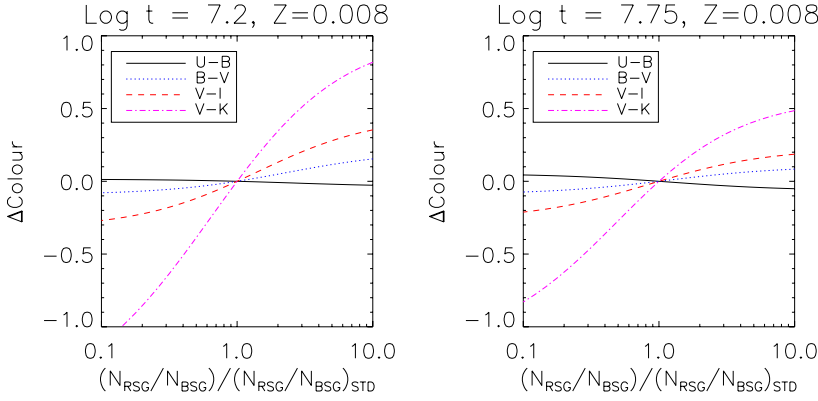 Log t = 7.2, Z=0.008
1.0
0.5
0.0
−0.5
−1.0
ΔColour
U−B
B−V
V−I
V−K
0.1 1.0 10.0
(N_RSG/N_BSG)/(N_RSG/N_BSG)_STD
Log t = 7.75, Z=0.008
1.0
0.5
0.0
−0.5
−1.0
ΔColour
U−B
B−V
V−I
V−K
0.1 1.0 10.0
(N_RSG/N_BSG)/(N_RSG/N_BSG)_STD